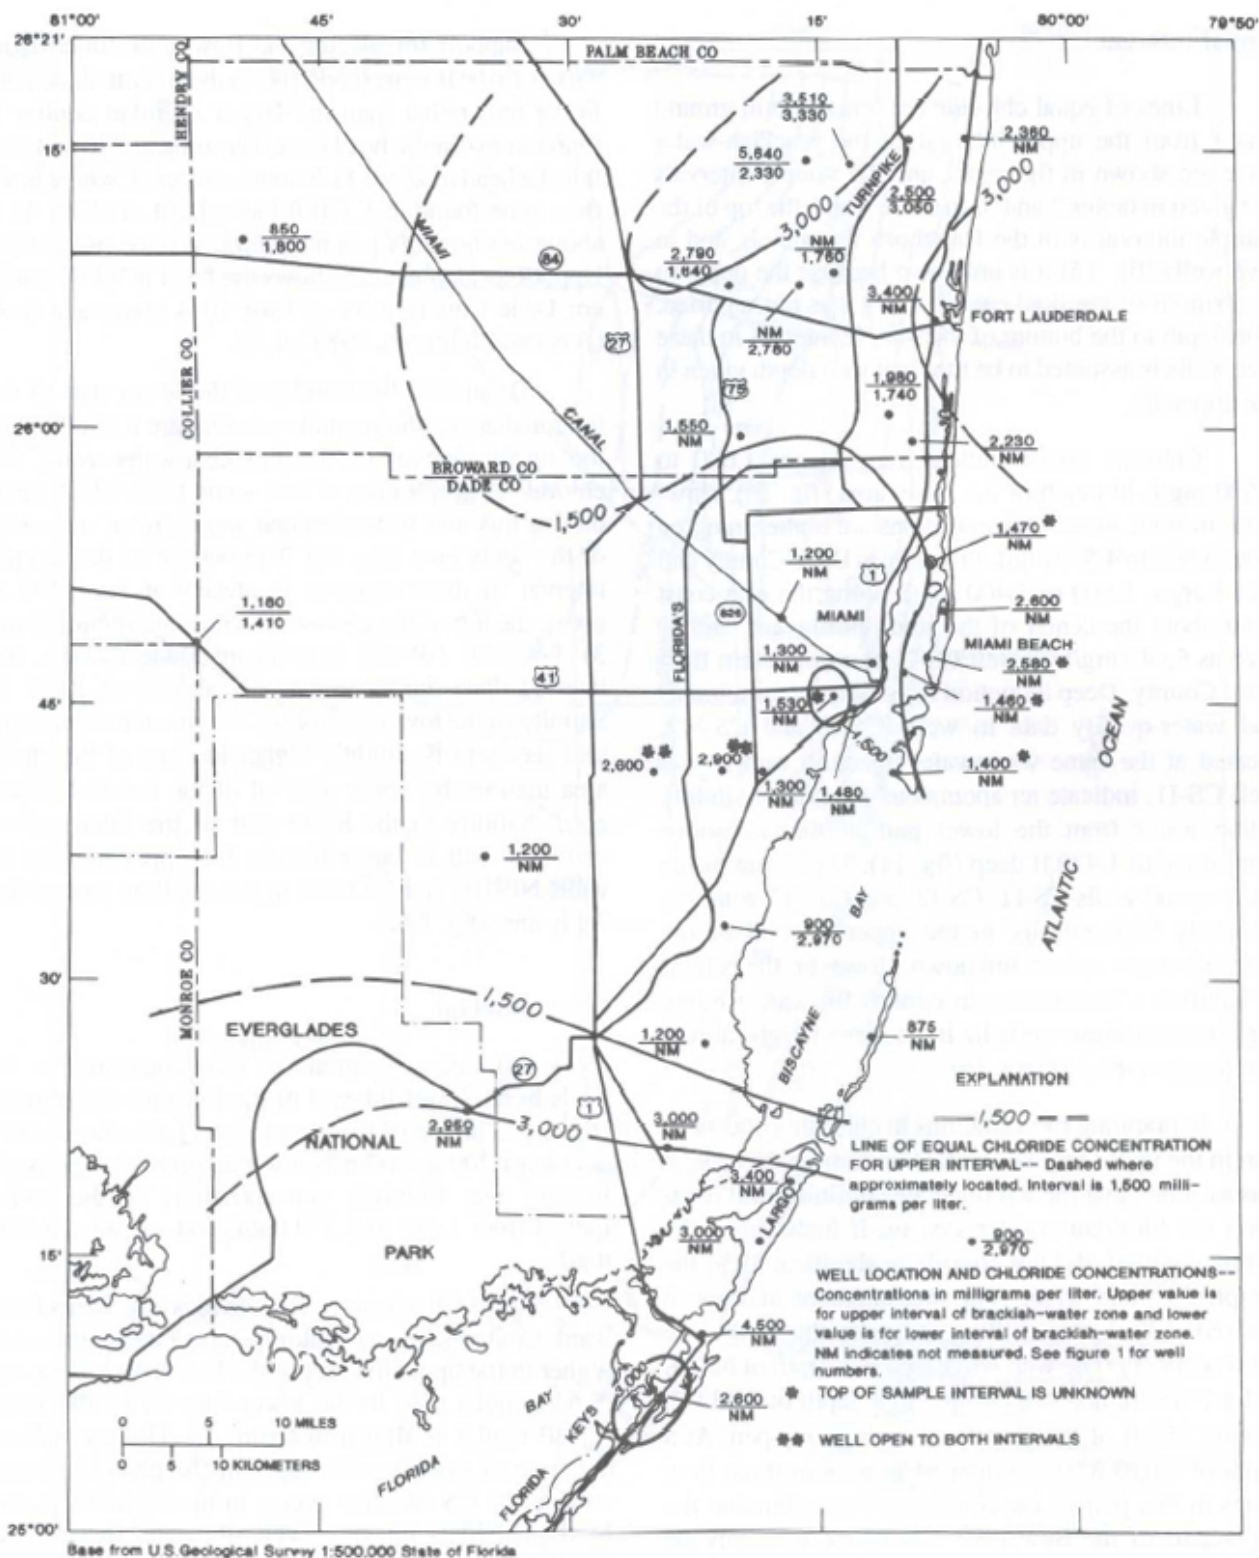 81°00'
45'
30'
15'
80°00'
79°50'
26°21'
PALM BEACH CO
HENDRY CO
3,510
3,330
15'
5,640
2,330
TURNPIKE
2,360
NM
3,000
2,500
3,050
3,000
850
1,800
MIAMI
84
2,790
1,640
NM
1,760
3,400
NM
FORT LAUDERDALE
27
NM
2,760
COLLIER CO
CANAL
1,980
1,740
26°00'
1,550
NM
2,230
NM
BROWARD CO
DADE CO
1,500
1,470 *
NM
1,200
NM
1
FLORIDA'S
826
MIAMI
2,600
NM
1,160
1,410
MIAMI BEACH
1,300
NM
2,580 *
NM
41
45'
1,530
NM
*
1,460 *
NM
OCEAN
1,500
**
2,600
**
2,900
1,400
NM
1,300
NM
1,480
NM
1,200
NM
BAY
ATLANTIC
900
2,970
MONROE CO
30'
1,500
EVERGLADES
1,200
NM
875
NM
BISCAYNE
27
EXPLANATION
1
1,500
2,950
NM
3,000
3,000
NM
NATIONAL
LINE OF EQUAL CHLORIDE CONCENTRATION
FOR UPPER INTERVAL-- Dashed where
approximately located. Interval is 1,500 milli-
grams per liter.
3,400
NM
LARGO
3,000
NM
900
2,970
PARK
15'
WELL LOCATION AND CHLORIDE CONCENTRATIONS--
Concentrations in milligrams per liter. Upper value is
for upper interval of brackish-water zone and lower
value is for lower interval of brackish-water zone.
NM indicates not measured. See figure 1 for well
numbers.
4,500
NM
* TOP OF SAMPLE INTERVAL IS UNKNOWN
3,000
2,600
NM
BAY
KEYS
** WELL OPEN TO BOTH INTERVALS
0 5 10 MILES
0 5 10 KILOMETERS
FLORIDA
FLORIDA
25°00'
Base from U.S. Geological Survey 1:500,000 State of Florida